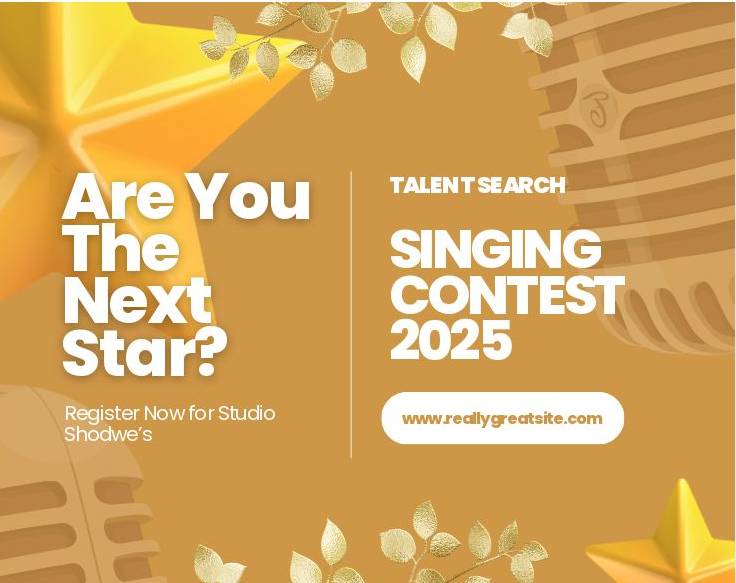 Are You
The
Next
Star?
Register Now for Studio
Shodwe's
TALENT SEARCH
SINGING
CONTEST
2025
www.reallygreatsite.com